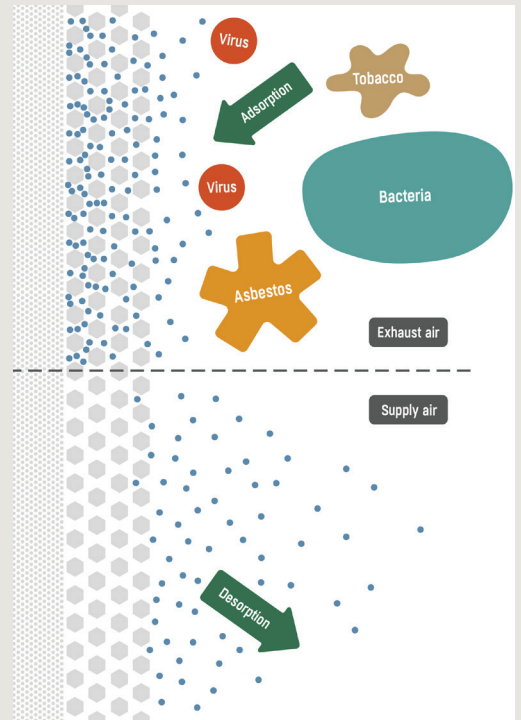 Virus
Tobacco
Adsorption
Virus
Bacteria
Asbestos
Exhaust air
Supply air
Desorption